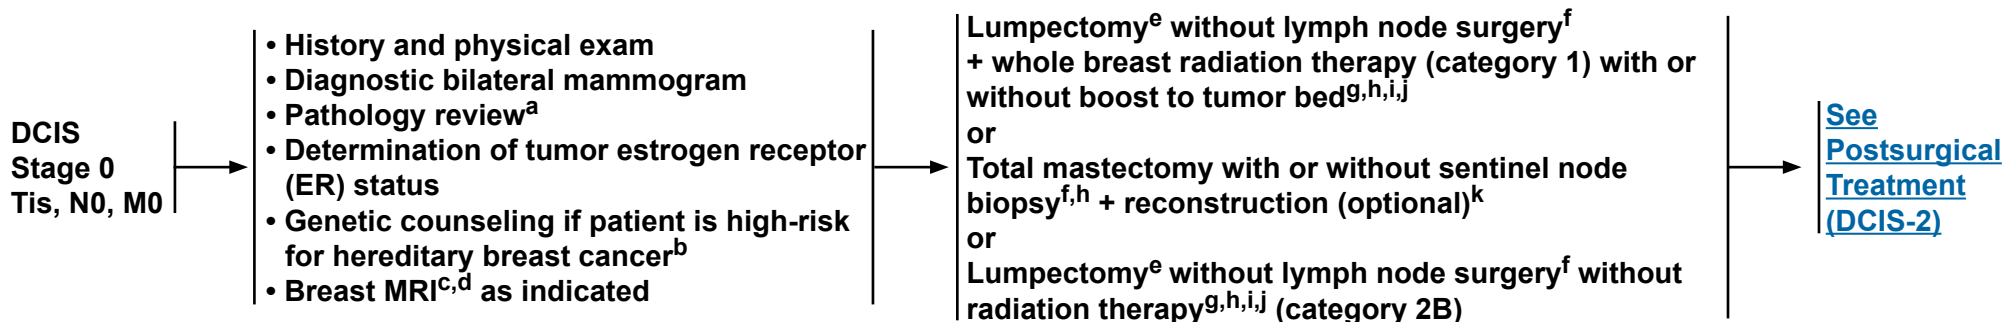 DCIS
Stage 0
Tis, N0, M0
• History and physical exam
• Diagnostic bilateral mammogram
• Pathology reviewᵃ
• Determination of tumor estrogen receptor
(ER) status
• Genetic counseling if patient is high-risk
for hereditary breast cancerᵇ
• Breast MRIᶜ,ᵈ as indicated
Lumpectomyᵉ without lymph node surgeryᶠ
+ whole breast radiation therapy (category 1) with or
without boost to tumor bedᵍ,ʰ,ⁱ,ʲ
or
Total mastectomy with or without sentinel node
biopsyᶠ,ʰ + reconstruction (optional)ᵏ
or
Lumpectomyᵉ without lymph node surgeryᶠ without
radiation therapyᵍ,ʰ,ⁱ,ʲ (category 2B)
See
Postsurgical
Treatment
(DCIS-2)